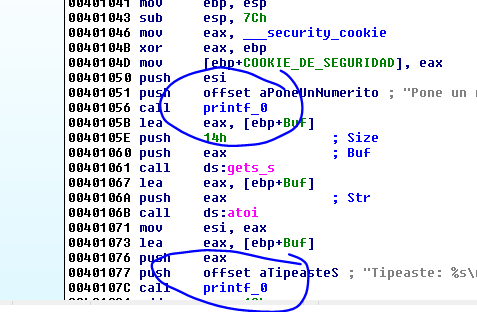 00401041 mov ebp, esp
00401043 sub esp, 7Ch
00401046 mov eax, ___security_cookie
0040104B xor eax, ebp
0040104D mov [ebp+COOKIE_DE_SEGURIDAD], eax
00401050 push esi
00401051 push offset aPoneUnNumerito ; "Pone un
00401056 call printf_0
0040105B lea eax, [ebp+Buf]
0040105E push 14h ; Size
00401060 push eax ; Buf
00401061 call ds:gets_s
00401067 lea eax, [ebp+Buf]
0040106A push eax ; Str
0040106B call ds:atoi
00401071 mov esi, eax
00401073 lea eax, [ebp+Buf]
00401076 push eax
00401077 push offset aTipeasteS ; "Tipeaste: %s\
0040107C call printf_0